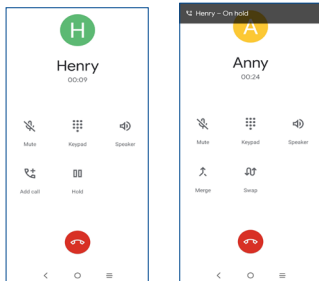 H
Henry
00:09
Mute Keypad Speaker
Add call Hold
Henry – On hold
A
Anny
00:24
Mute Keypad Speaker
Merge Swap